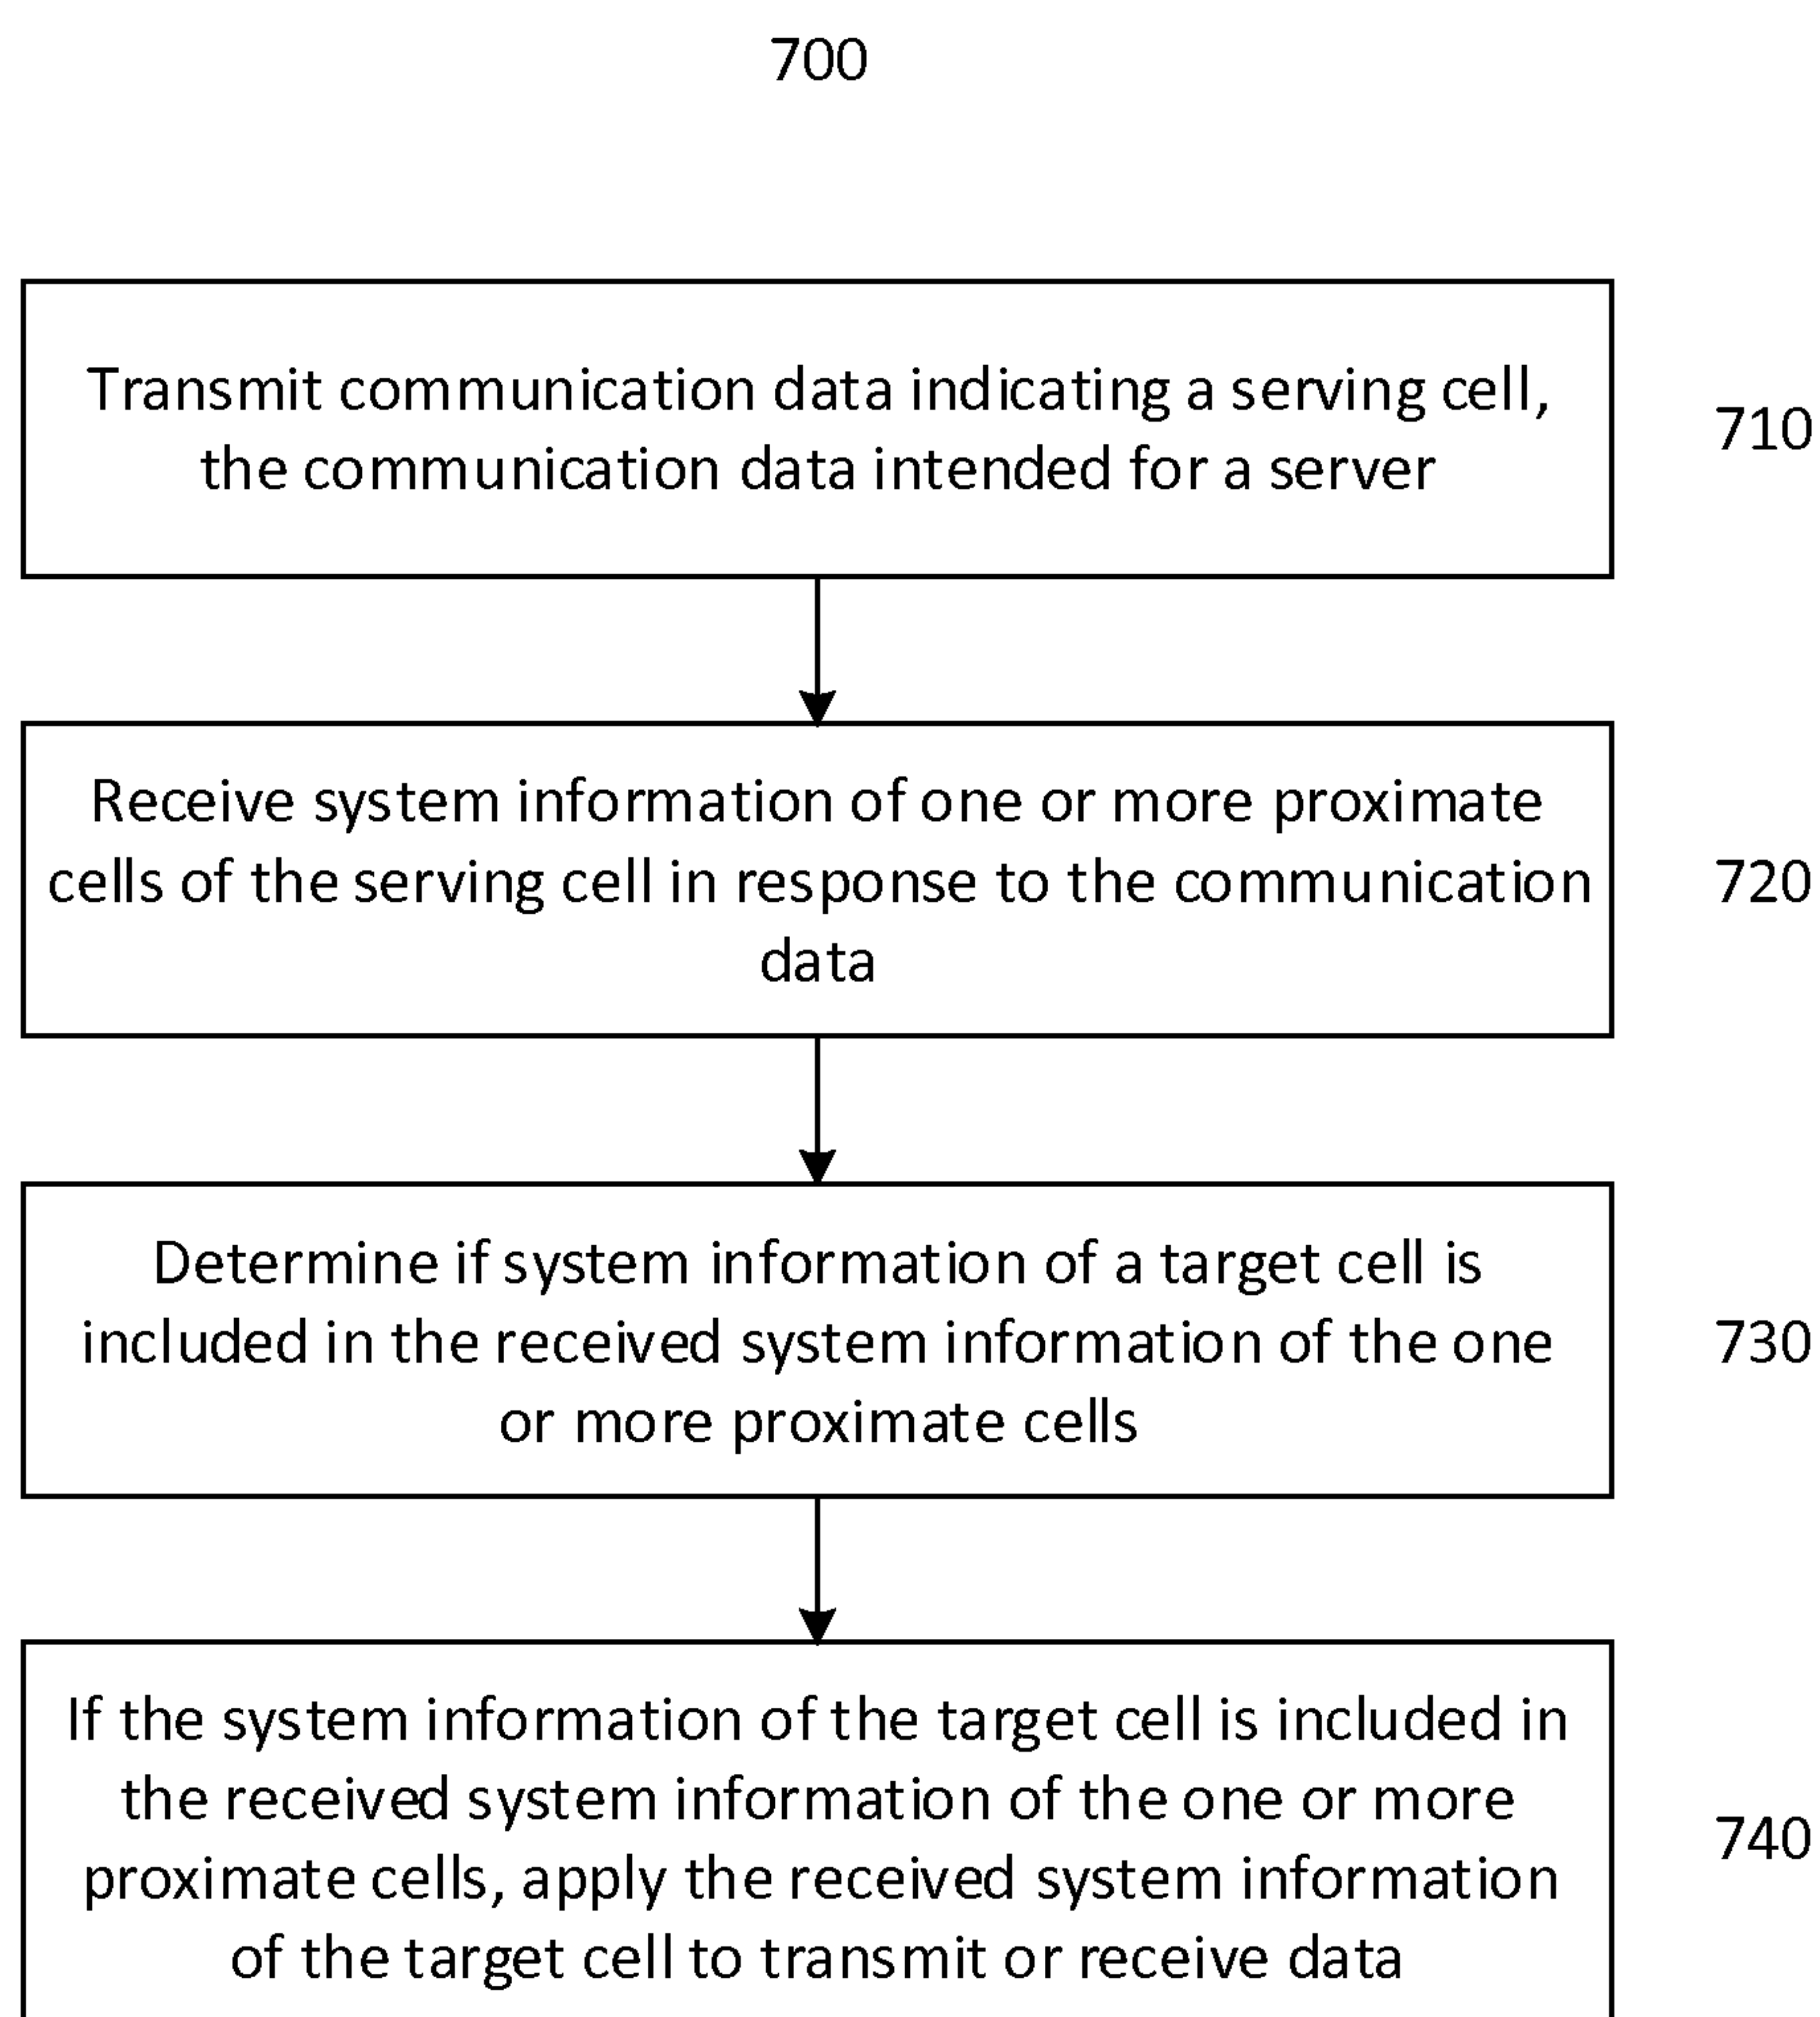 700
Transmit communication data indicating a serving cell,
the communication data intended for a server
710
Receive system information of one or more proximate
cells of the serving cell in response to the communication
data
720
Determine if system information of a target cell is
included in the received system information of the one
or more proximate cells
730
If the system information of the target cell is included in
the received system information of the one or more
proximate cells, apply the received system information
of the target cell to transmit or receive data
740